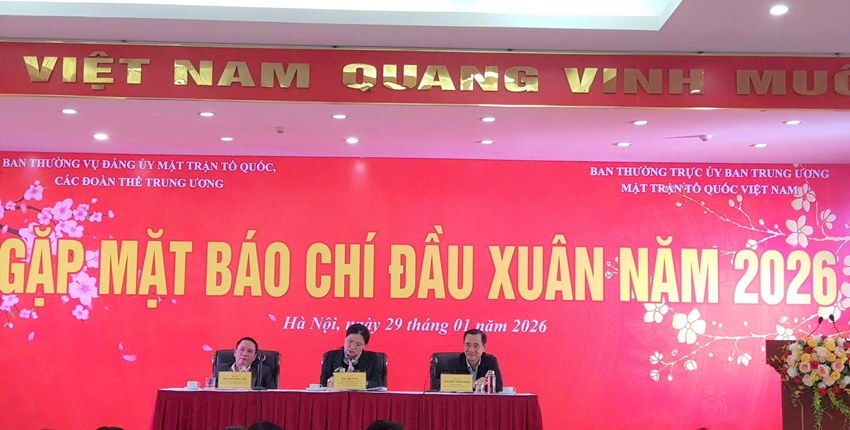 VIỆT NAM QUANG VINH MUÔ
BAN THƯỜNG VỤ ĐẢNG ỦY MẶT TRẬN TỔ QUỐC,
CÁC ĐOÀN THỂ TRUNG ƯƠNG
BAN THƯỜNG TRỰC ỦY BAN TRUNG ƯƠNG
MẶT TRẬN TỔ QUỐC VIỆT NAM
GẶP MẶT BÁO CHÍ ĐẦU XUÂN NĂM 2026
Hà Nội, ngày 29 tháng 01 năm 2026